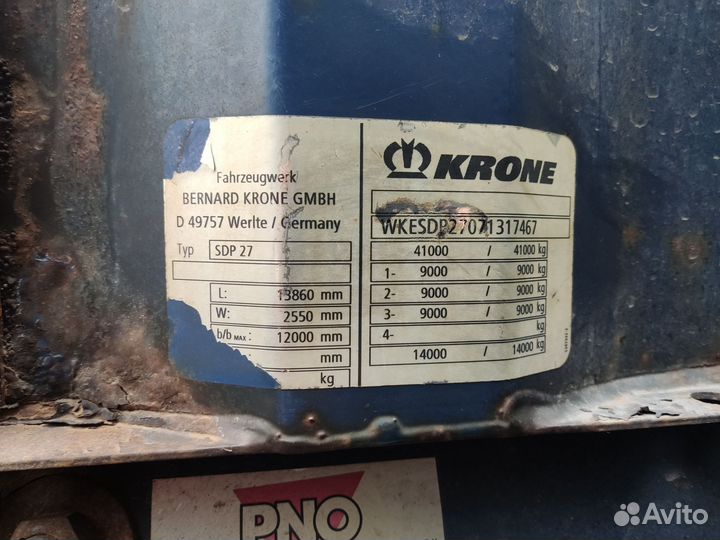 Fahrzeugwerk
BERNARD KRONE GMBH
D 49757 Werlte / Germany
Typ SDP 27
L: 13860 mm
W: 2550 mm
b/b MAX: 12000 mm
mm
kg
KRONE
WKESDP27071317467
41000 / 41000 kg
1- 9000 / 9000 kg
2- 9000 / 9000 kg
3- 9000 / 9000 kg
4- / kg
14000 / 14000 kg
PNO
Avito